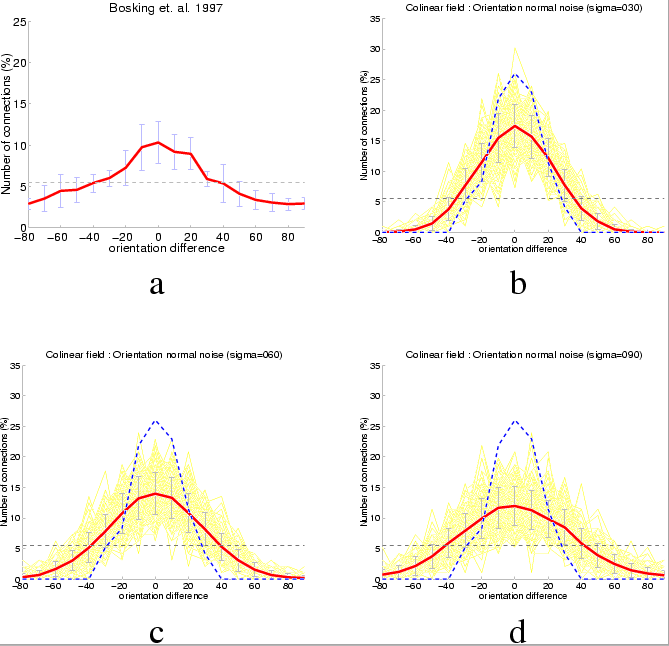 Bosking et. al. 1997
25
20
15
10
5
0
Number of connections (%)
−80 −60 −40 −20 0 20 40 60 80
orientation difference
a
Colinear field : Orientation normal noise (sigma=030)
35
30
25
20
15
10
5
0
Number of connections (%)
−80 −60 −40 −20 0 20 40 60 80
orientation difference
b
Colinear field : Orientation normal noise (sigma=060)
35
30
25
20
15
10
5
0
Number of connections (%)
−80 −60 −40 −20 0 20 40 60 80
orientation difference
c
Colinear field : Orientation normal noise (sigma=090)
35
30
25
20
15
10
5
0
Number of connections (%)
−80 −60 −40 −20 0 20 40 60 80
orientation difference
d